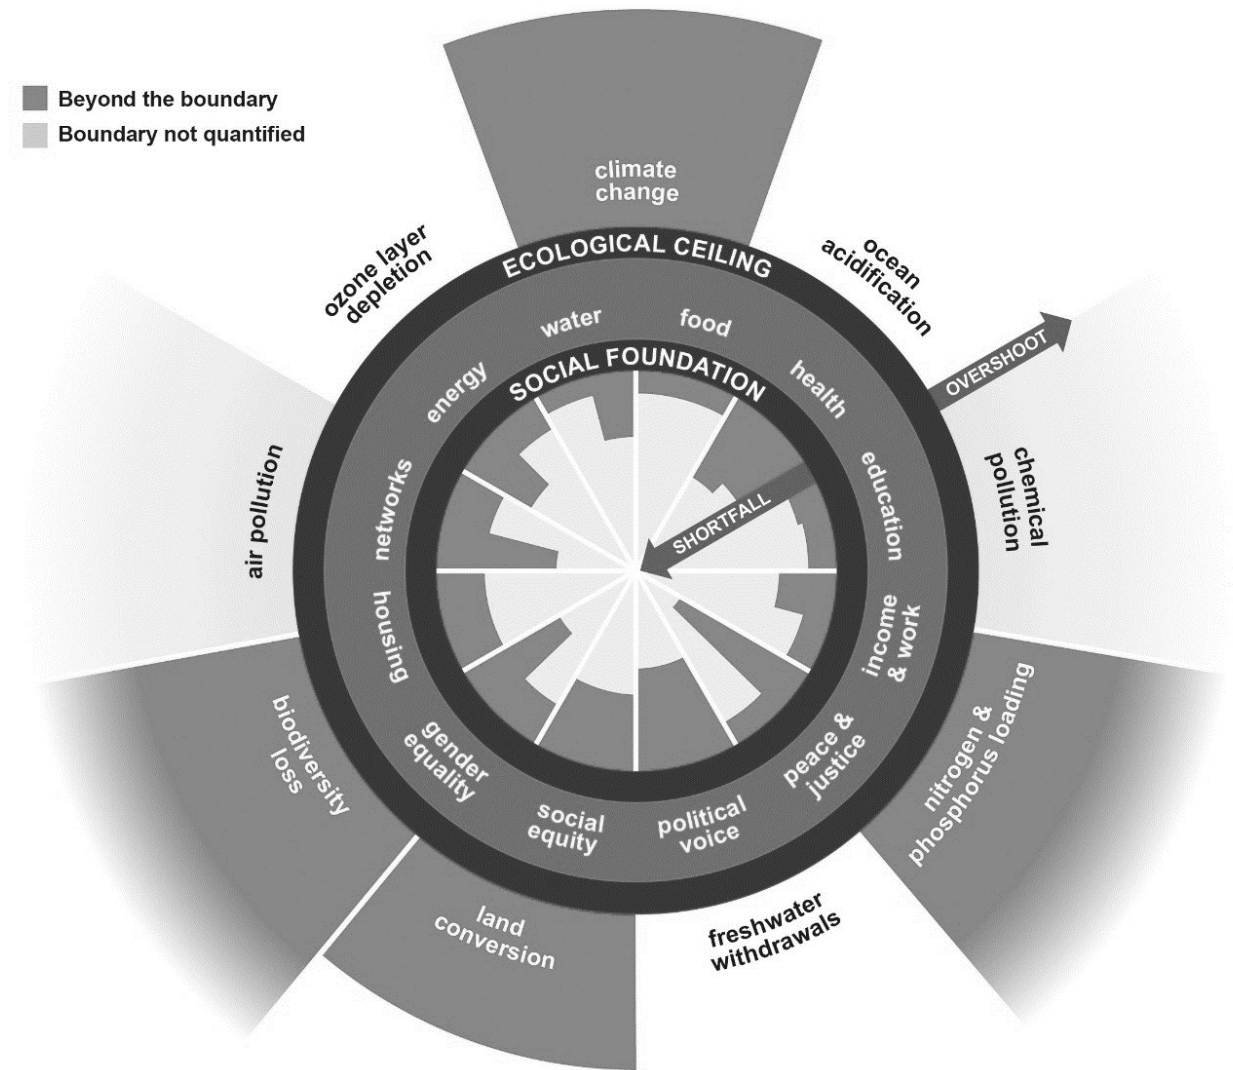 Beyond the boundary
Boundary not quantified
climate
change
ECOLOGICAL CEILING
ozone layer
depletion
ocean
acidification
water
food
SOCIAL FOUNDATION
energy
health
OVERSHOOT
air pollution
networks
education
chemical
pollution
SHORTFALL
housing
income
& work
biodiversity
loss
gender
equality
peace &
justice
nitrogen &
phosphorus loading
social
equity
political
voice
land
conversion
freshwater
withdrawals